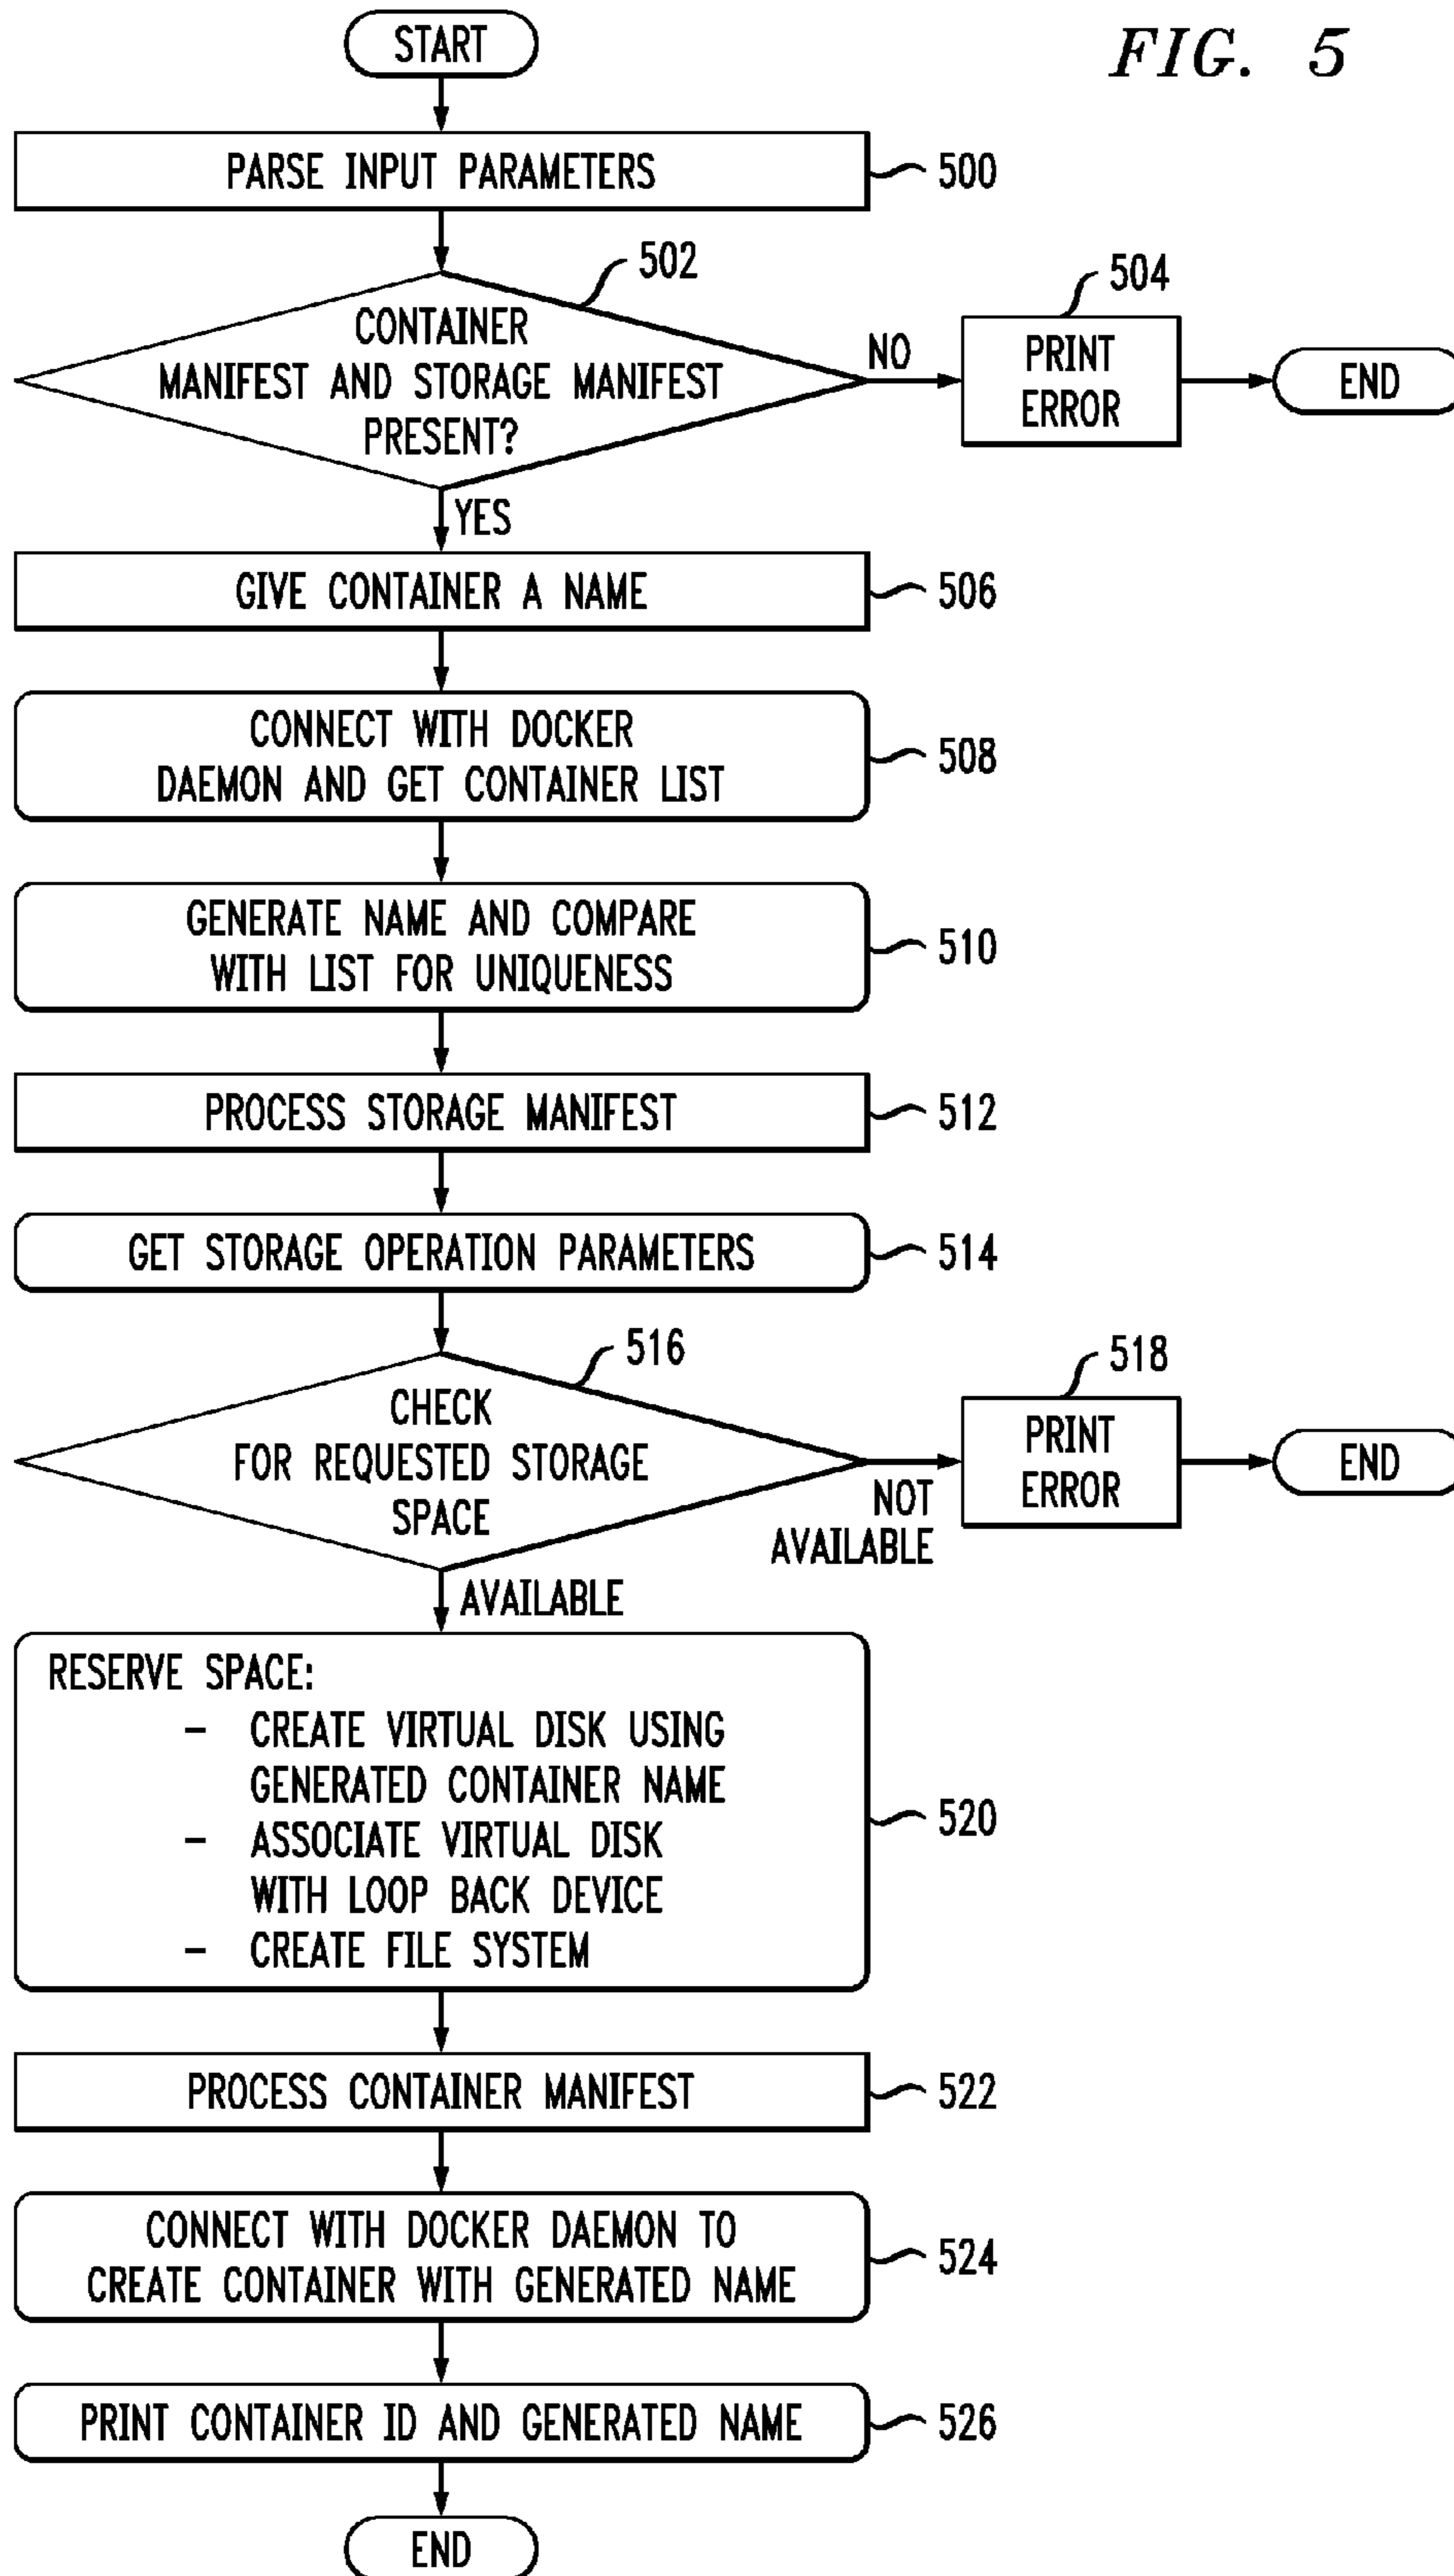 START
FIG. 5
PARSE INPUT PARAMETERS
500
502
CONTAINER
MANIFEST AND STORAGE MANIFEST
PRESENT?
NO
504
PRINT
ERROR
END
YES
GIVE CONTAINER A NAME
506
CONNECT WITH DOCKER
DAEMON AND GET CONTAINER LIST
508
GENERATE NAME AND COMPARE
WITH LIST FOR UNIQUENESS
510
PROCESS STORAGE MANIFEST
512
GET STORAGE OPERATION PARAMETERS
514
516
CHECK
FOR REQUESTED STORAGE
SPACE
NOT
AVAILABLE
518
PRINT
ERROR
END
AVAILABLE
RESERVE SPACE:
- CREATE VIRTUAL DISK USING
GENERATED CONTAINER NAME
- ASSOCIATE VIRTUAL DISK
WITH LOOP BACK DEVICE
- CREATE FILE SYSTEM
520
PROCESS CONTAINER MANIFEST
522
CONNECT WITH DOCKER DAEMON TO
CREATE CONTAINER WITH GENERATED NAME
524
PRINT CONTAINER ID AND GENERATED NAME
526
END